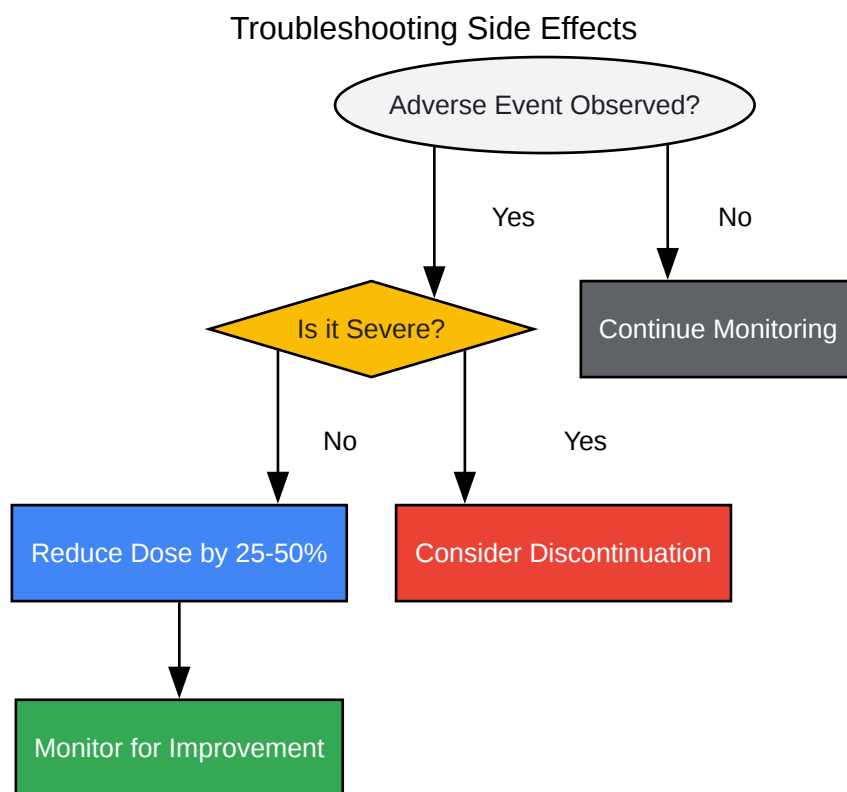 Troubleshooting Side Effects
Adverse Event Observed?
Yes
No
Is it Severe?
Continue Monitoring
No
Yes
Reduce Dose by 25-50%
Consider Discontinuation
Monitor for Improvement